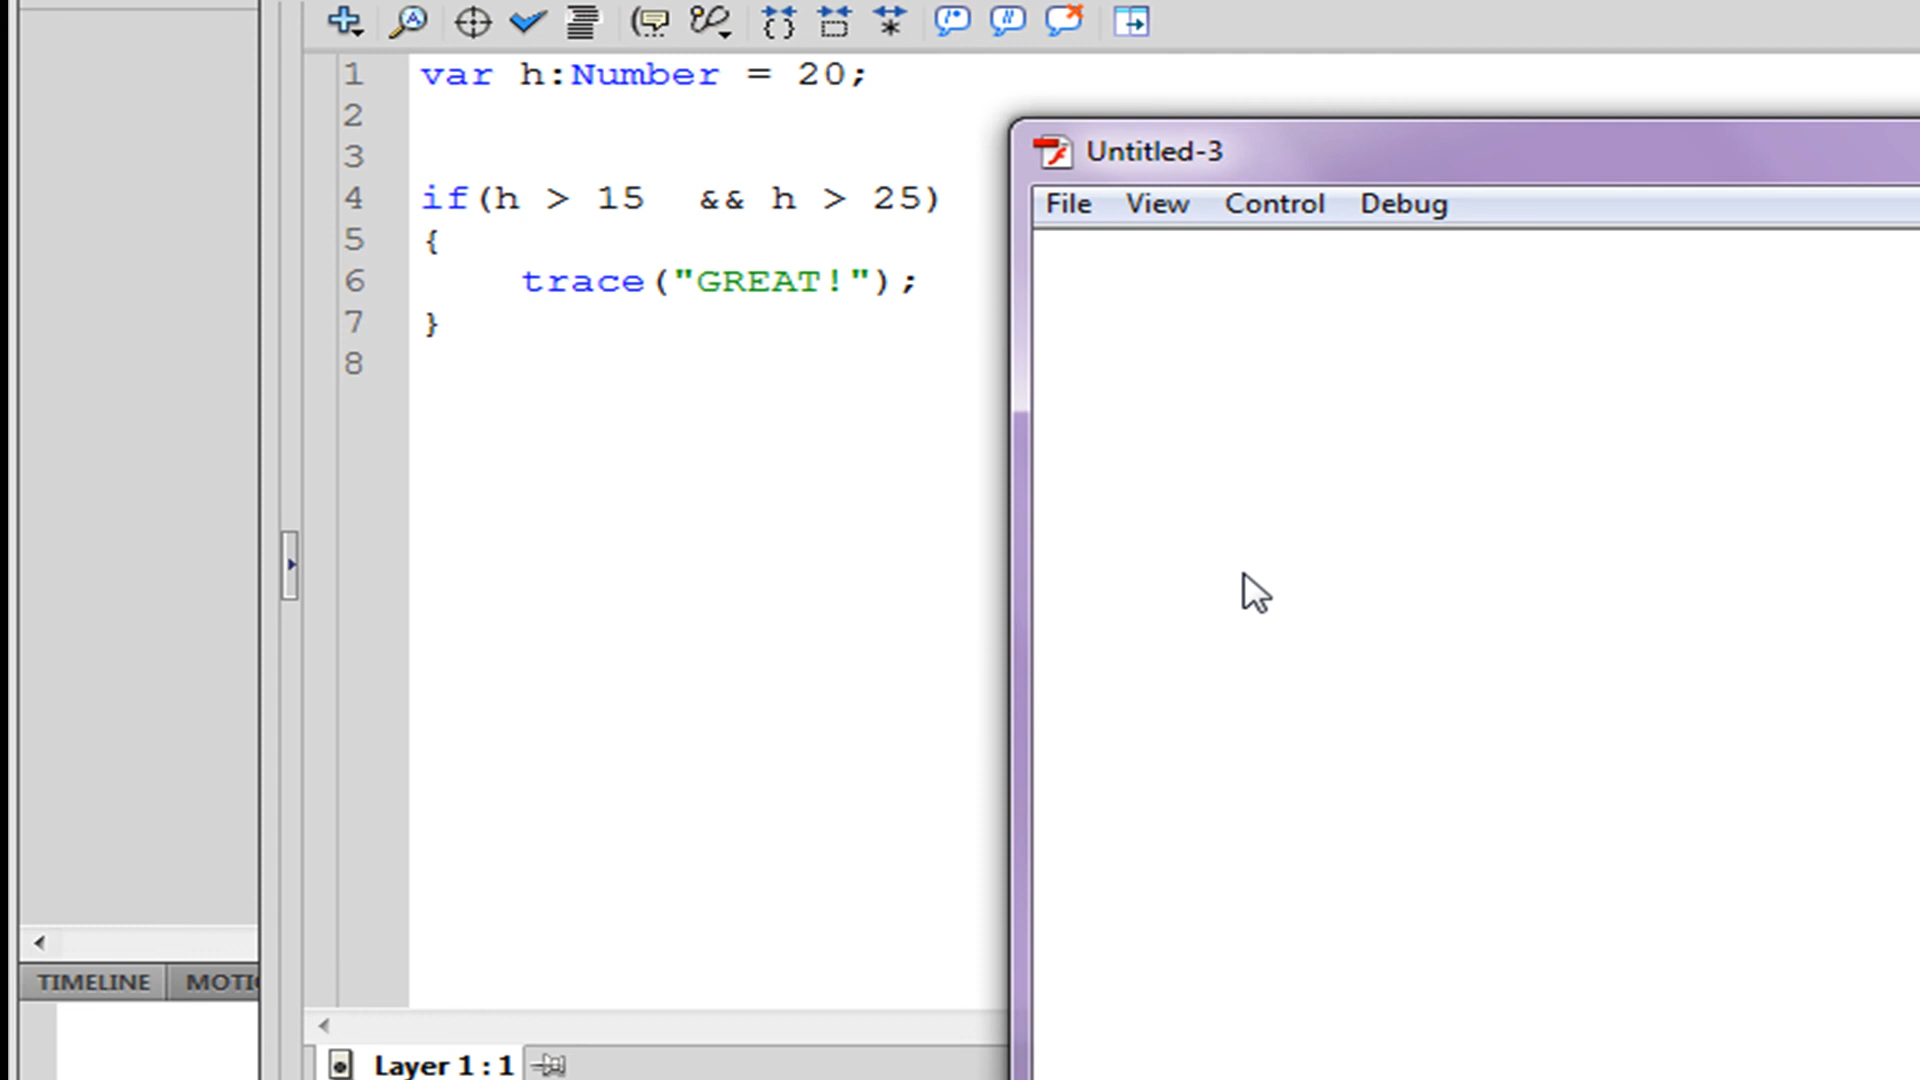 1 var h:Number = 20;
2
3
4 if(h > 15  && h > 25)
5 {
6     trace("GREAT!");
7 }
8
Untitled-3
File View Control Debug
TIMELINE MOTI
Layer 1 : 1